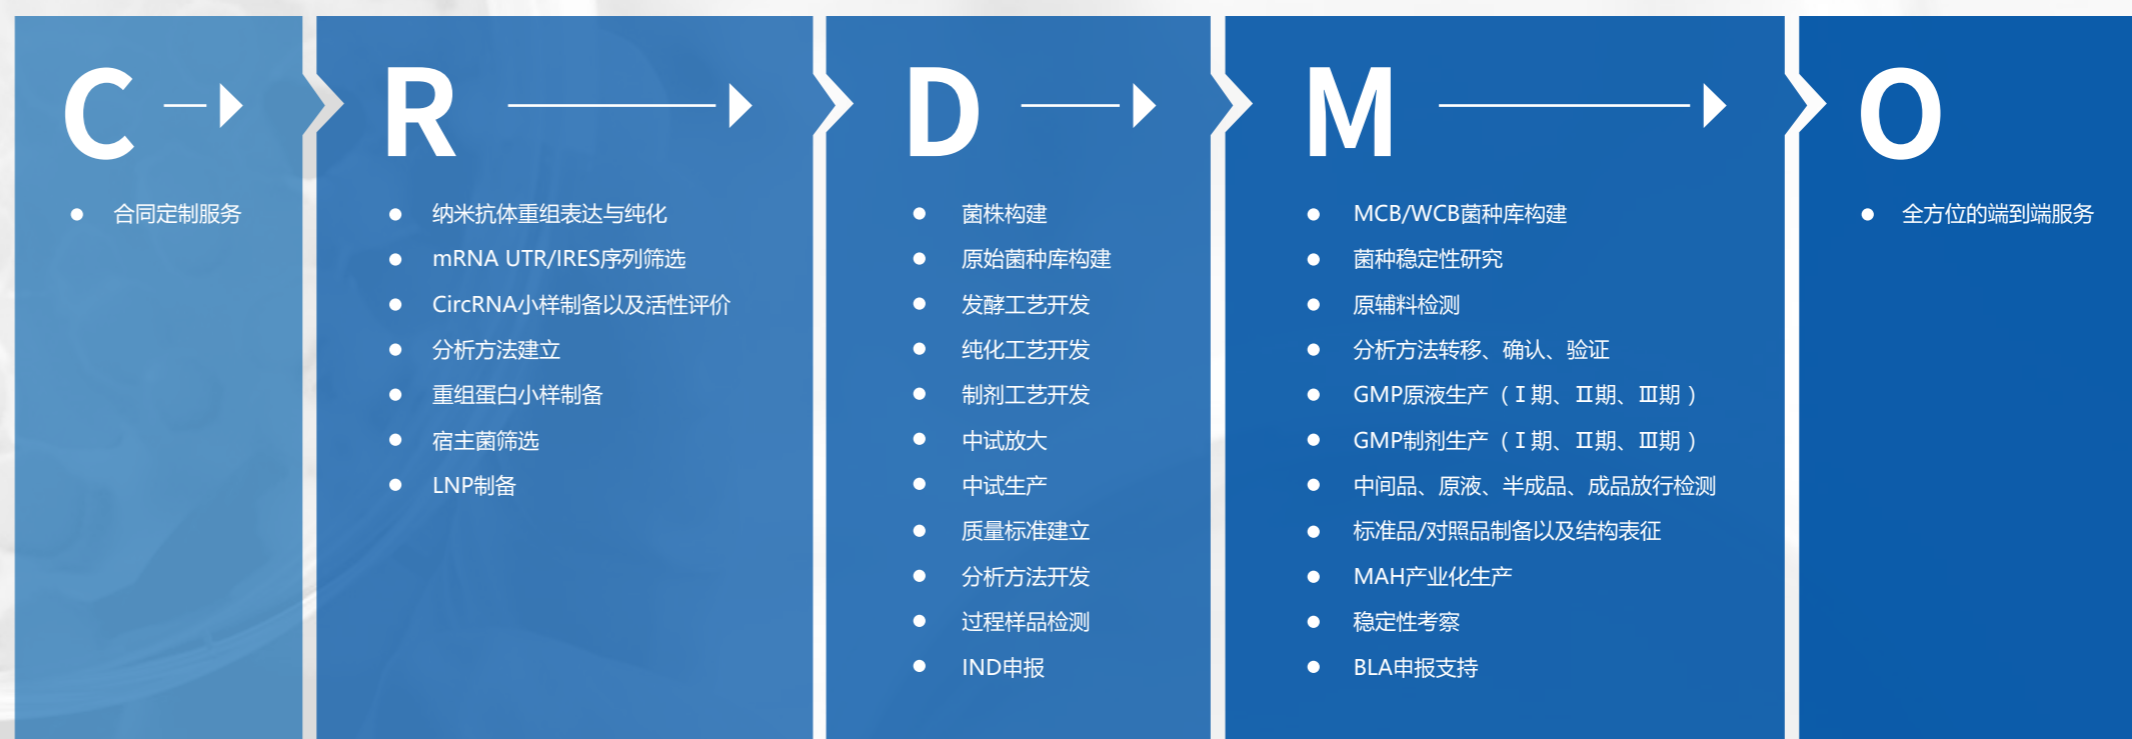 C
合同定制服务
R
纳米抗体重组表达与纯化
mRNA UTR/IRES序列筛选
CircRNA小样制备以及活性评价
分析方法建立
重组蛋白小样制备
宿主菌筛选
LNP制备
D
菌株构建
原始菌种库构建
发酵工艺开发
纯化工艺开发
制剂工艺开发
中试放大
中试生产
质量标准建立
分析方法开发
过程样品检测
IND申报
M
MCB/WCB菌种库构建
菌种稳定性研究
原辅料检测
分析方法转移、确认、验证
GMP原液生产（Ⅰ期、Ⅱ期、Ⅲ期）
GMP制剂生产（Ⅰ期、Ⅱ期、Ⅲ期）
中间品、原液、半成品、成品放行检测
标准品/对照品制备以及结构表征
MAH产业化生产
稳定性考察
BLA申报支持
O
全方位的端到端服务